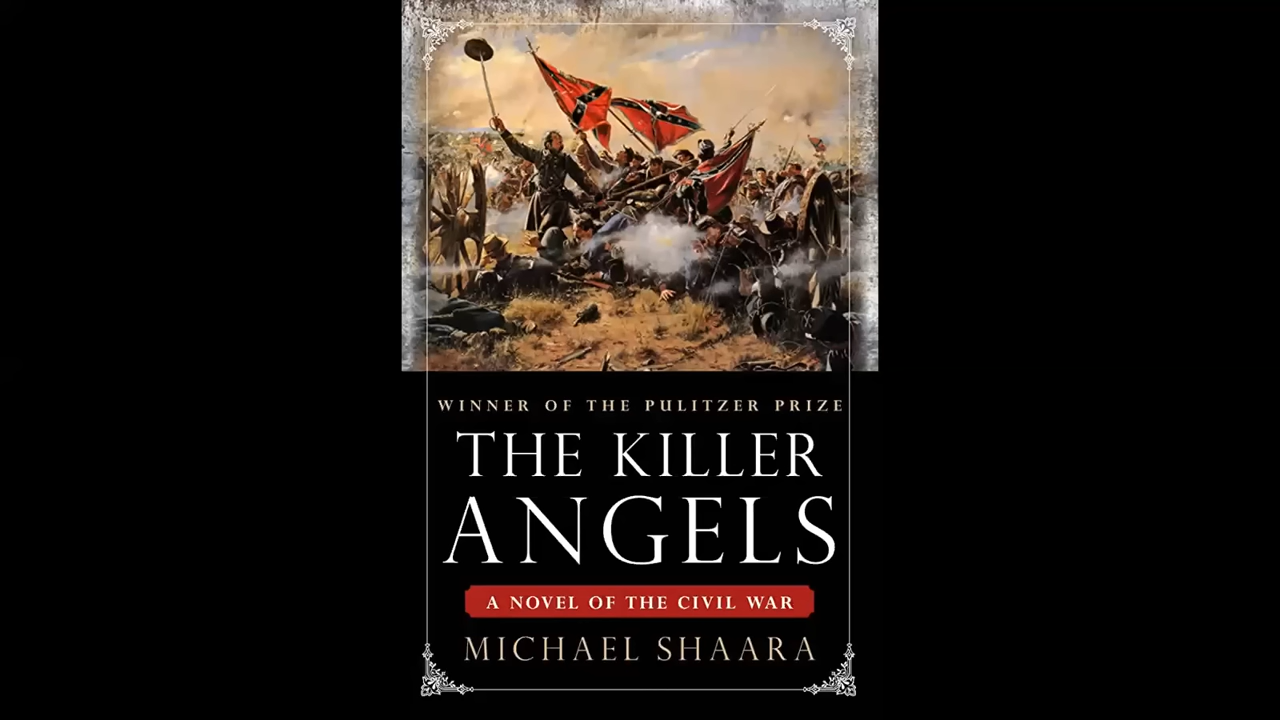 WINNER OF THE PULITZER PRIZE
THE KILLER
ANGELS
A NOVEL OF THE CIVIL WAR
MICHAEL SHAARA